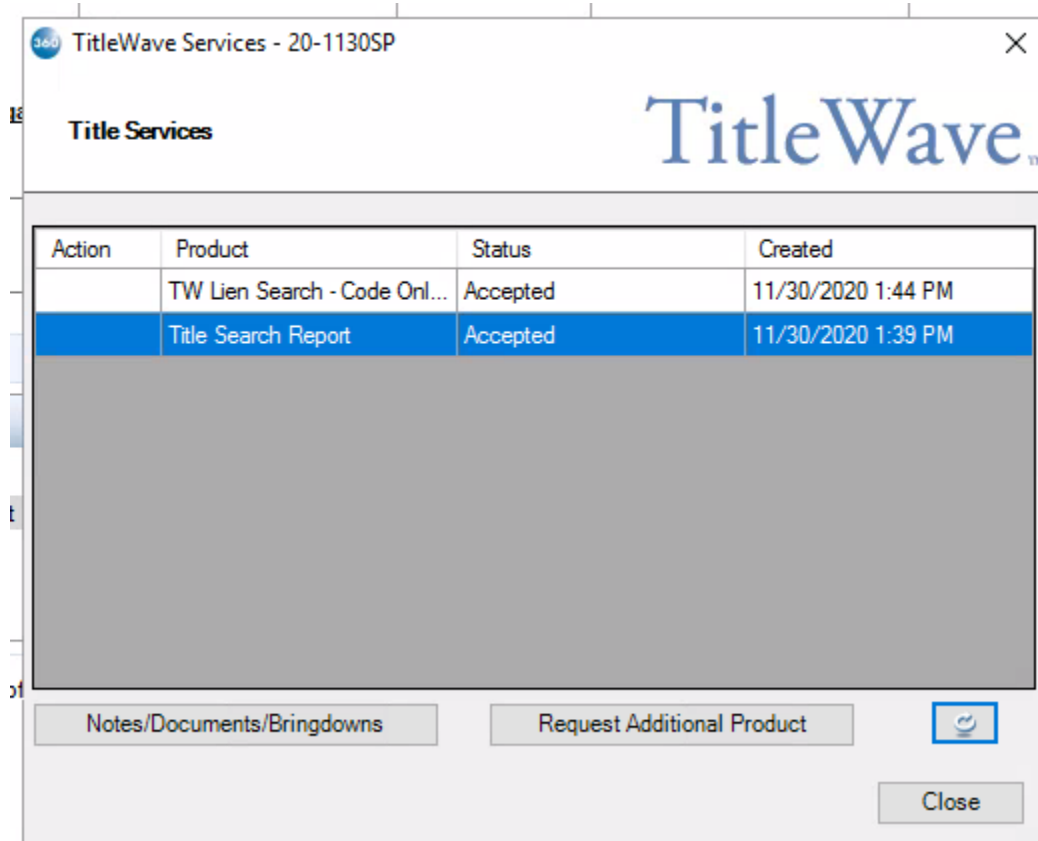 360 TitleWave Services - 20-1130SP
Title Services
TitleWave
Action Product Status Created
TW Lien Search - Code Onl... Accepted 11/30/2020 1:44 PM
Title Search Report Accepted 11/30/2020 1:39 PM
Notes/Documents/Bringdowns Request Additional Product
Close